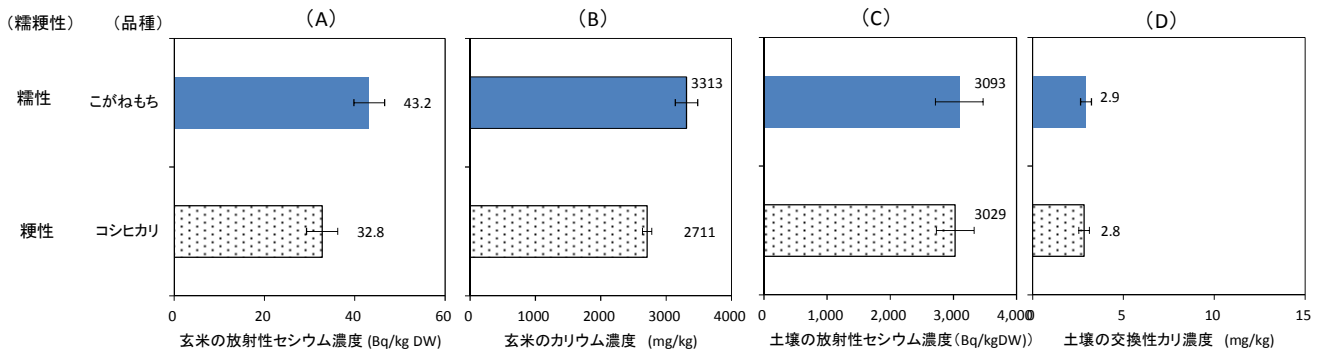 (糯粳性) (品種) (A) (B) (C) (D)
糯性 こがねもち 43.2 3313 3093 2.9
粳性 コシヒカリ 32.8 2711 3029 2.8
0 20 40 60 0 1000 2000 3000 4000 0 1,000 2,000 3,000 4,000 0 5 10 15
玄米の放射性セシウム濃度 (Bq/kg DW) 玄米のカリウム濃度 (mg/kg) 土壌の放射性セシウム濃度(Bq/kgDW)) 土壌の交換性カリ濃度 (mg/kg)